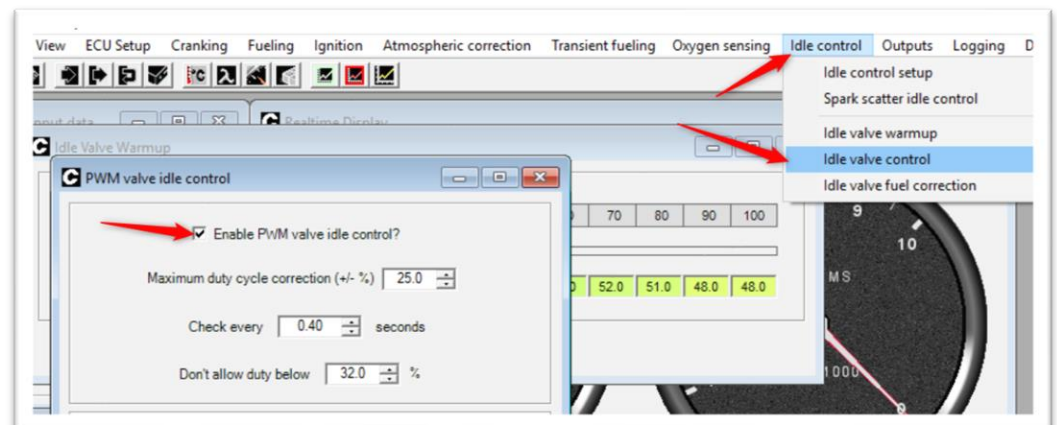 View ECU Setup Cranking Fueling Ignition Atmospheric correction Transient fueling Oxygen sensing Idle control Outputs Logging D
°C λ
Idle control setup
Spark scatter idle control
Idle valve warmup
Idle valve control
Idle valve fuel correction
nput data Realtime Display
Idle Valve Warmup
PWM valve idle control
70 80 90 100
52.0 51.0 48.0 48.0
Enable PWM valve idle control?
Maximum duty cycle correction (+/- %) 25.0
Check every 0.40 seconds
Don't allow duty below 32.0 %
9
10
MS
1000